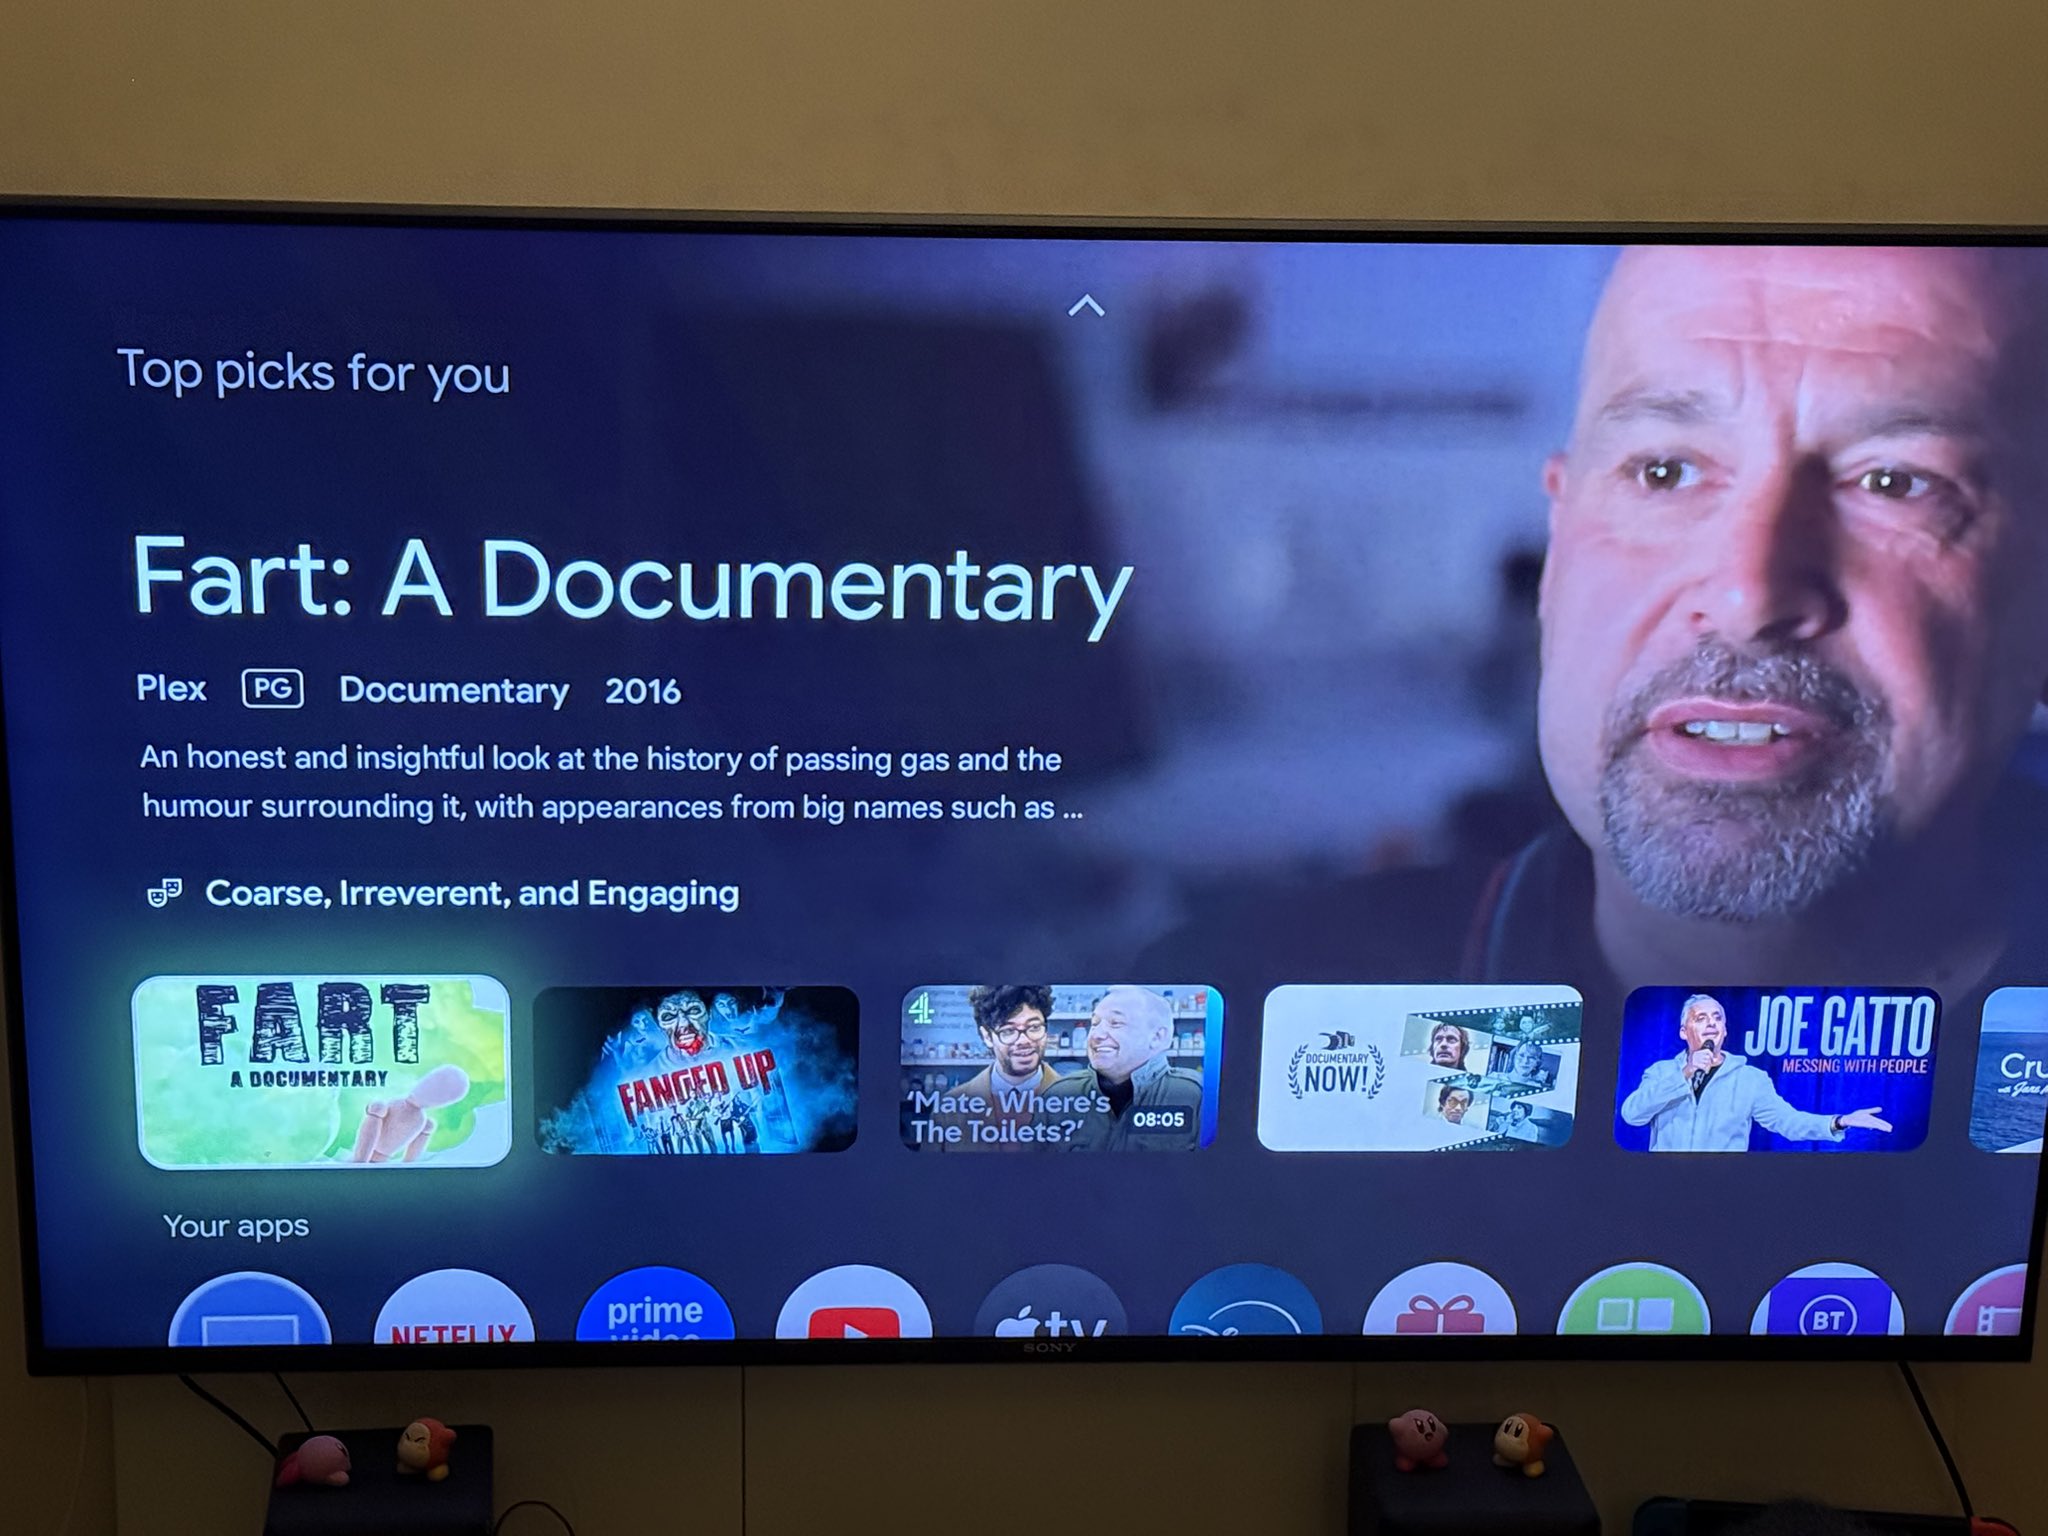 Top picks for you
Fart: A Documentary
Plex PG Documentary 2016
An honest and insightful look at the history of passing gas and the
humour surrounding it, with appearances from big names such as ...
Coarse, Irreverent, and Engaging
FART
A DOCUMENTARY
FANGED UP
4
'Mate, Where's
The Toilets?'
08:05
DOCUMENTARY
NOW!
JOE GATTO
MESSING WITH PEOPLE
Cru
Your apps
NETFLIX
prime
video
tv
BT
SONY